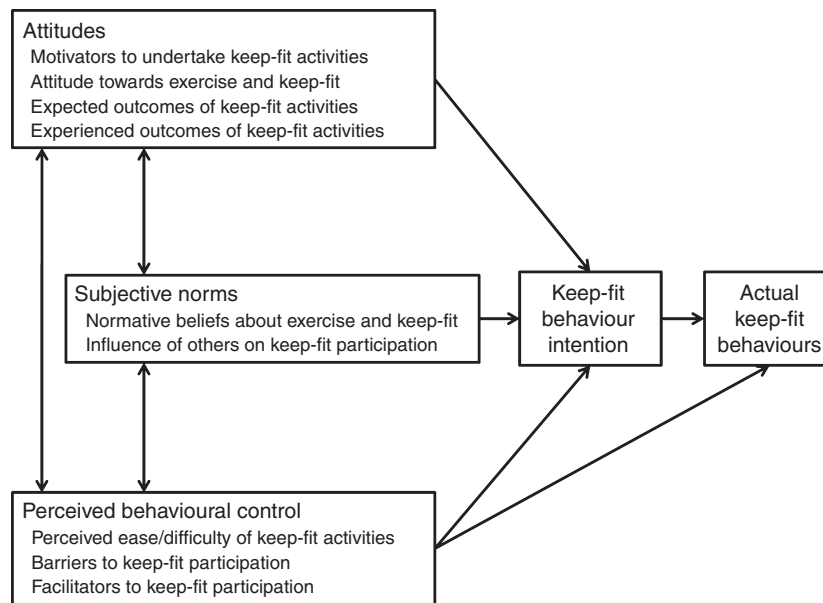 Attitudes
Motivators to undertake keep-fit activities
Attitude towards exercise and keep-fit
Expected outcomes of keep-fit activities
Experienced outcomes of keep-fit activities
Subjective norms
Normative beliefs about exercise and keep-fit
Influence of others on keep-fit participation
Keep-fit
behaviour
intention
Actual
keep-fit
behaviours
Perceived behavioural control
Perceived ease/difficulty of keep-fit activities
Barriers to keep-fit participation
Facilitators to keep-fit participation